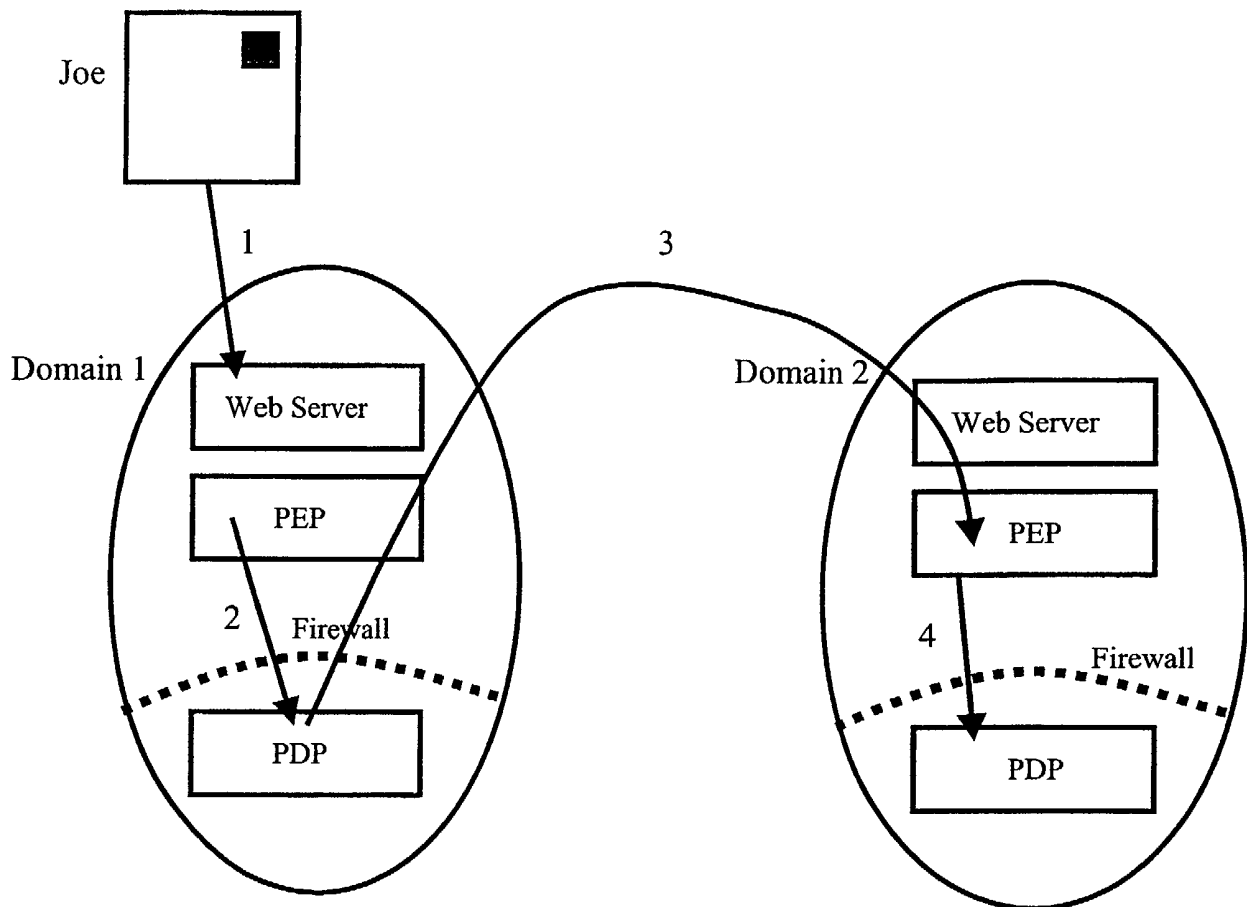 Joe
1
3
Domain 1
Domain 2
Web Server
Web Server
PEP
PEP
2
Firewall
4
Firewall
PDP
PDP